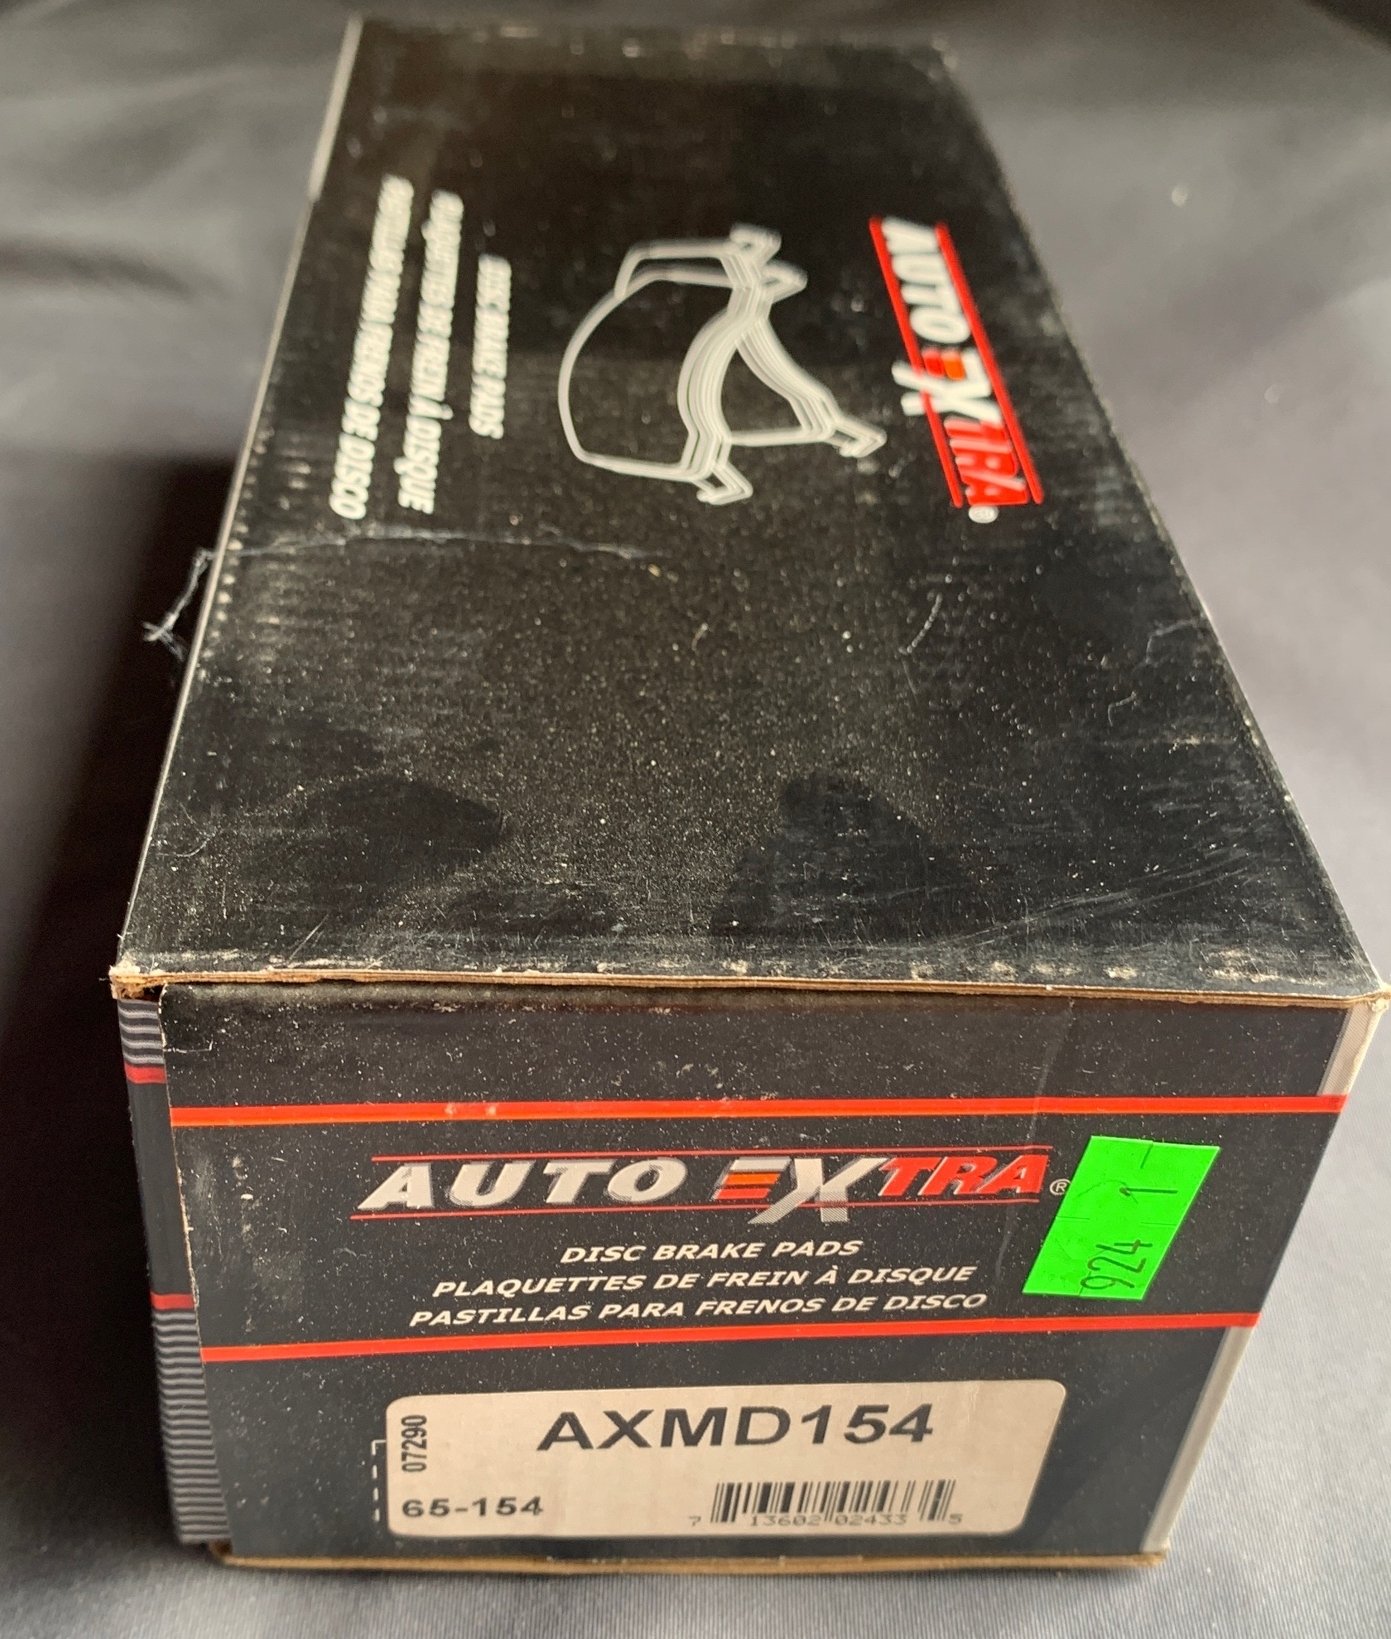 AUTO EXTRA®
DISC BRAKE PADS
PLAQUETTES DE FREIN À DISQUE
PASTILLAS PARA FRENOS DE DISCO
AUTO EXTRA®
DISC BRAKE PADS
PLAQUETTES DE FREIN À DISQUE
PASTILLAS PARA FRENOS DE DISCO
924 1
07290
AXMD154
65-154
7 13602 02433 5